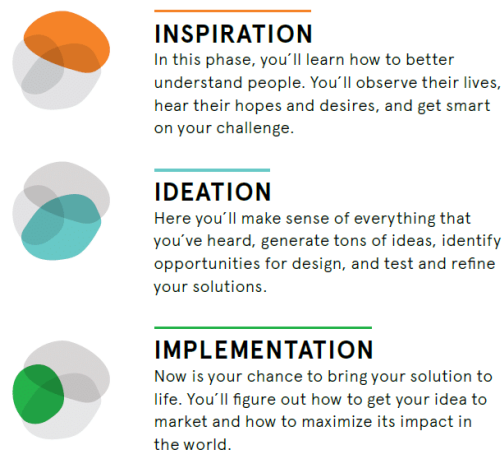 INSPIRATION
In this phase, you´ll learn how to better
understand people. You´ll observe their lives,
hear their hopes and desires, and get smart
on your challenge.
IDEATION
Here you´ll make sense of everything that
you´ve heard, generate tons of ideas, identify
opportunities for design, and test and refine
your solutions.
IMPLEMENTATION
Now is your chance to bring your solution to
life. You´ll figure out how to get your idea to
market and how to maximize its impact in
the world.